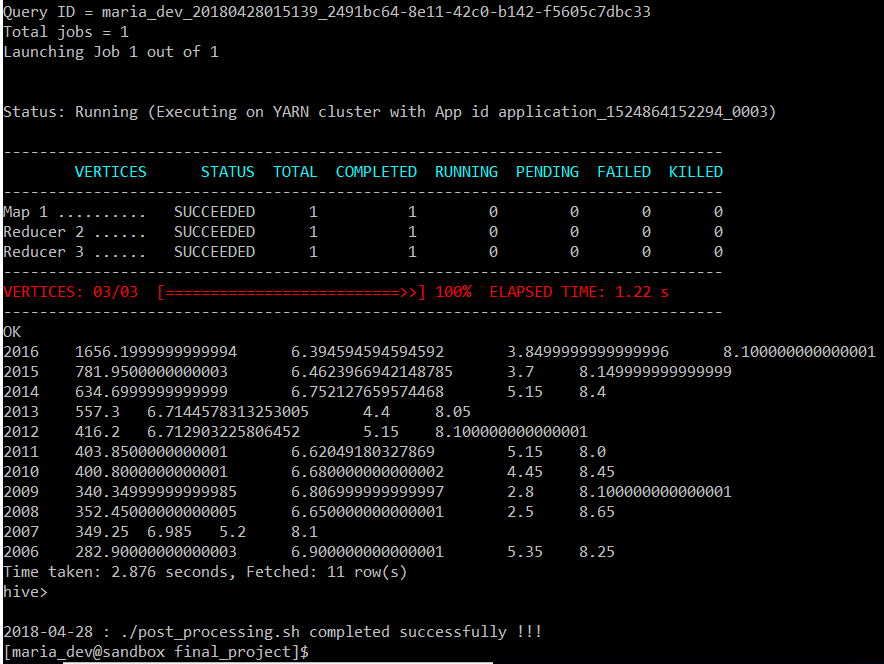 Query ID = maria_dev_20180428015139_2491bc64-8e11-42c0-b142-f5605c7dbc33
Total jobs = 1
Launching Job 1 out of 1
Status: Running (Executing on YARN cluster with App id application_1524864152294_0003)
--------------------------------------------------------------------------------
        VERTICES      STATUS  TOTAL  COMPLETED  RUNNING  PENDING  FAILED  KILLED
--------------------------------------------------------------------------------
Map 1 ..........   SUCCEEDED      1          1        0        0       0       0
Reducer 2 ......   SUCCEEDED      1          1        0        0       0       0
Reducer 3 ......   SUCCEEDED      1          1        0        0       0       0
--------------------------------------------------------------------------------
VERTICES: 03/03  [==========================>>] 100%  ELAPSED TIME: 1.22 s
--------------------------------------------------------------------------------
OK
2016    1656.1999999999994      6.394594594594592       3.8499999999999996      8.100000000000001
2015    781.9500000000003       6.4623966942148785      3.7     8.149999999999999
2014    634.6999999999999       6.752127659574468       5.15    8.4
2013    557.3   6.7144578313253005      4.4     8.05
2012    416.2   6.712903225806452       5.15    8.100000000000001
2011    403.8500000000001       6.62049180327869        5.15    8.0
2010    400.8000000000001       6.680000000000002       4.45    8.45
2009    340.34999999999985      6.806999999999997       2.8     8.100000000000001
2008    352.45000000000005      6.650000000000001       2.5     8.65
2007    349.25  6.985   5.2     8.1
2006    282.90000000000003      6.900000000000001       5.35    8.25
Time taken: 2.876 seconds, Fetched: 11 row(s)
hive>
2018-04-28 : ./post_processing.sh completed successfully !!!
[maria_dev@sandbox final_project]$